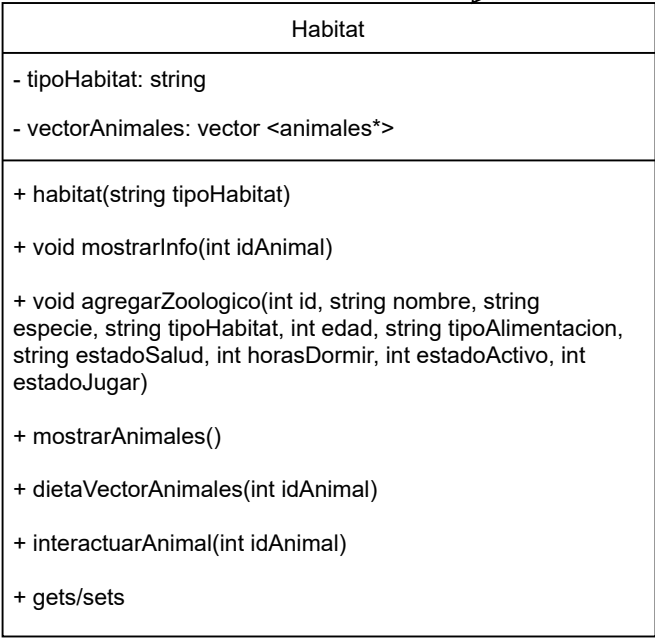 Habitat
- tipoHabitat: string
- vectorAnimales: vector <animales*>
+ habitat(string tipoHabitat)
+ void mostrarInfo(int idAnimal)
+ void agregarZoologico(int id, string nombre, string
especie, string tipoHabitat, int edad, string tipoAlimentacion,
string estadoSalud, int horasDormir, int estadoActivo, int
estadoJugar)
+ mostrarAnimales()
+ dietaVectorAnimales(int idAnimal)
+ interactuarAnimal(int idAnimal)
+ gets/sets